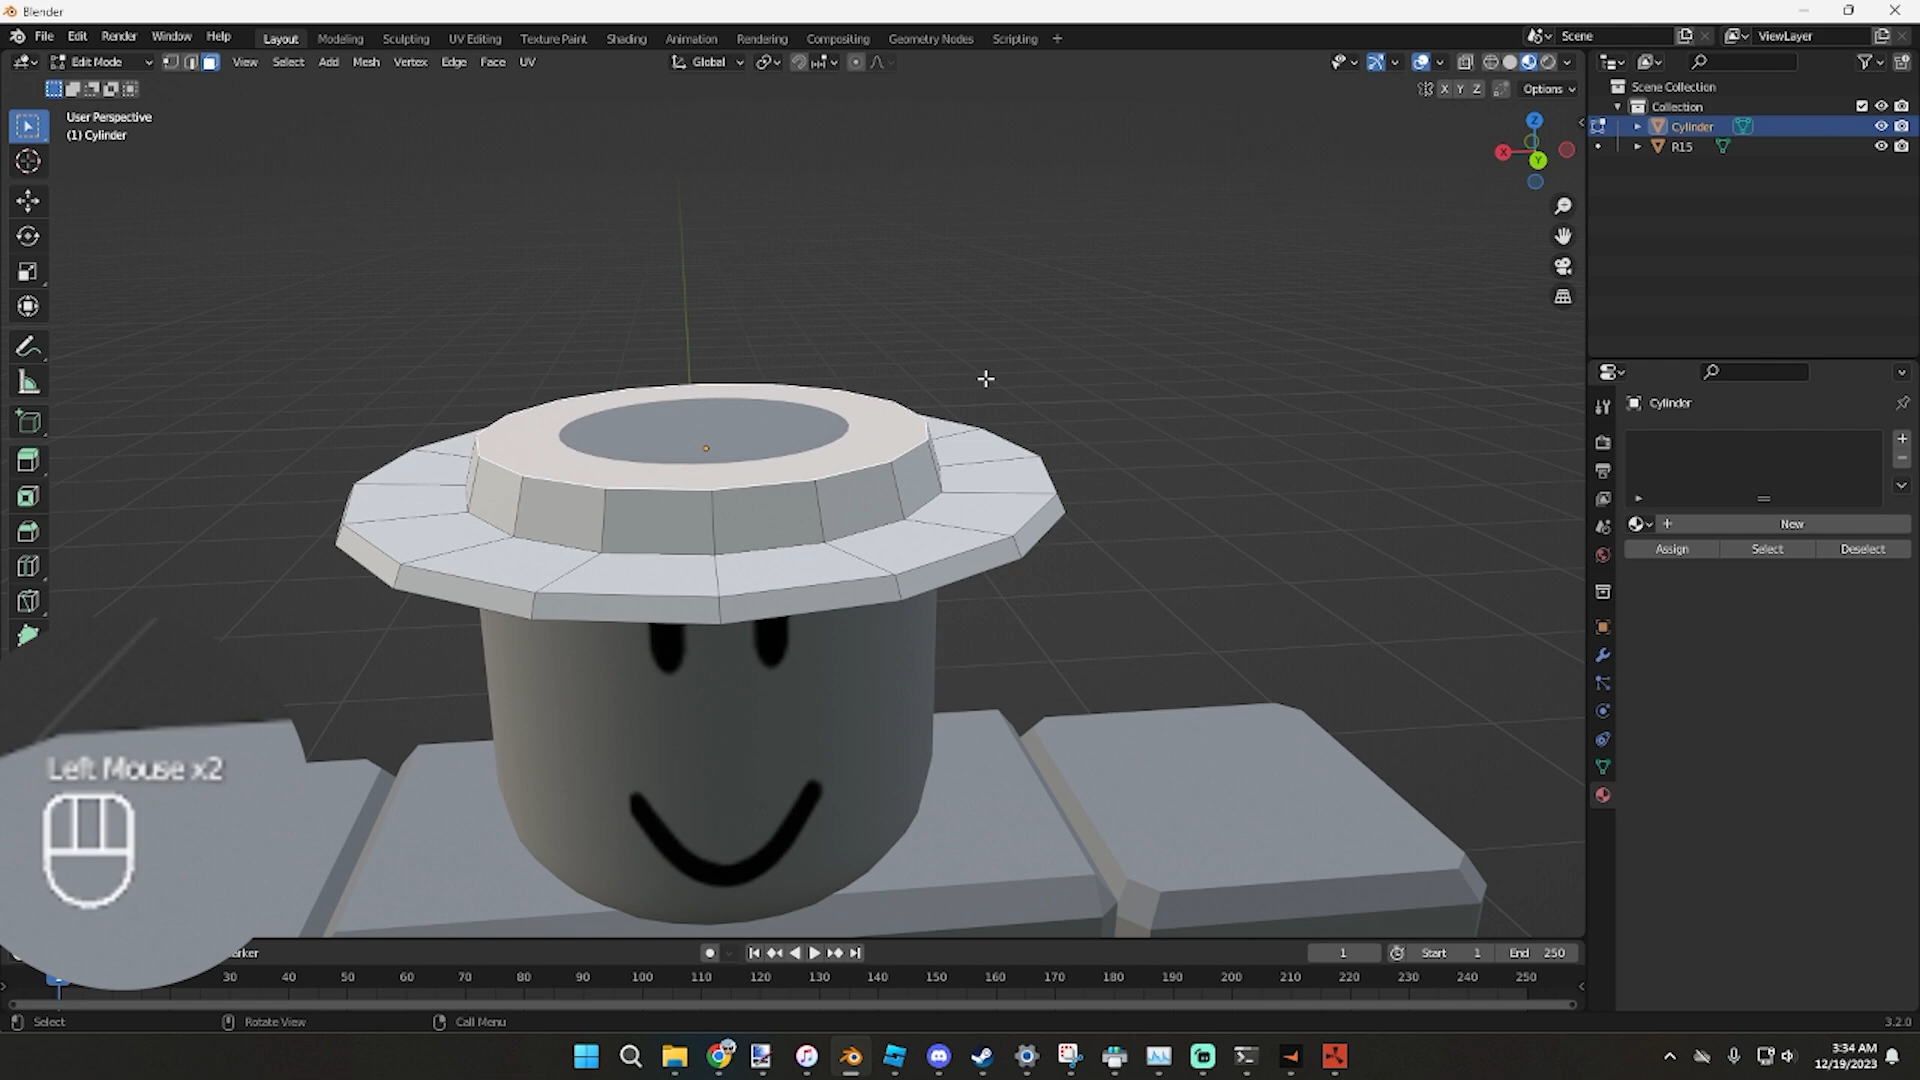 Blender
File Edit Render Window Help Layout Modeling Sculpting UV Editing Texture Paint Shading Animation Rendering Compositing Geometry Nodes Scripting + Scene ViewLayer
Edit Mode View Select Add Mesh Vertex Edge Face UV Global
X Y Z Options
User Perspective
(1) Cylinder
Z
X
Y
Scene Collection
Collection
Cylinder
R15
Cylinder
New
Assign Select Deselect
Left Mouse x2
arker 1 Start 1 End 250
30 40 50 60 70 80 90 100 110 120 130 140 150 160 170 180 190 200 210 220 230 240 250
Select Rotate View Call Menu 3.2.0
3:34 AM
12/19/2023